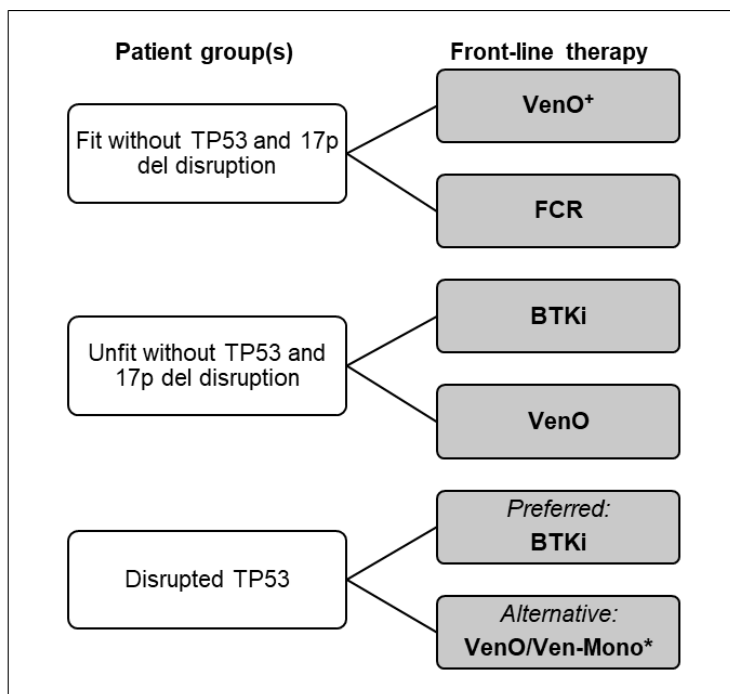 Patient group(s)
Front-line therapy
Fit without TP53 and 17p
del disruption
VenO⁺
FCR
Unfit without TP53 and
17p del disruption
BTKi
VenO
Disrupted TP53
Preferred:
BTKi
Alternative:
VenO/Ven-Mono*